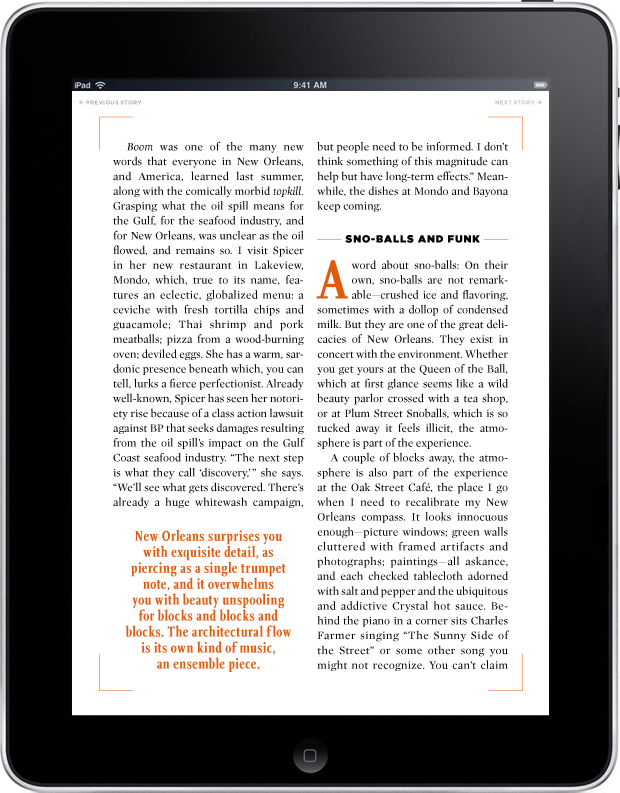 iPad
9:41 AM
← PREVIOUS STORY
NEXT STORY →
Boom was one of the many new
words that everyone in New Orleans,
and America, learned last summer,
along with the comically morbid topkill.
Grasping what the oil spill means for
the Gulf, for the seafood industry, and
for New Orleans, was unclear as the oil
flowed, and remains so. I visit Spicer
in her new restaurant in Lakeview,
Mondo, which, true to its name, fea-
tures an eclectic, globalized menu: a
ceviche with fresh tortilla chips and
guacamole; Thai shrimp and pork
meatballs; pizza from a wood-burning
oven; deviled eggs. She has a warm, sar-
donic presence beneath which, you can
tell, lurks a fierce perfectionist. Already
well-known, Spicer has seen her notori-
ety rise because of a class action lawsuit
against BP that seeks damages resulting
from the oil spill's impact on the Gulf
Coast seafood industry. “The next step
is what they call ‘discovery,’” she says.
“We'll see what gets discovered. There's
already a huge whitewash campaign,
New Orleans surprises you
with exquisite detail, as
piercing as a single trumpet
note, and it overwhelms
you with beauty unspooling
for blocks and blocks and
blocks. The architectural flow
is its own kind of music,
an ensemble piece.
but people need to be informed. I don't
think something of this magnitude can
help but have long-term effects.” Mean-
while, the dishes at Mondo and Bayona
keep coming.
SNO-BALLS AND FUNK
A word about sno-balls: On their
own, sno-balls are not remark-
able—crushed ice and flavoring,
sometimes with a dollop of condensed
milk. But they are one of the great deli-
cacies of New Orleans. They exist in
concert with the environment. Whether
you get yours at the Queen of the Ball,
which at first glance seems like a wild
beauty parlor crossed with a tea shop,
or at Plum Street Snoballs, which is so
tucked away it feels illicit, the atmo-
sphere is part of the experience.
A couple of blocks away, the atmo-
sphere is also part of the experience
at the Oak Street Café, the place I go
when I need to recalibrate my New
Orleans compass. It looks innocuous
enough—picture windows; green walls
cluttered with framed artifacts and
photographs; paintings—all askance,
and each checked tablecloth adorned
with salt and pepper and the ubiquitous
and addictive Crystal hot sauce. Be-
hind the piano in a corner sits Charles
Farmer singing “The Sunny Side of
the Street” or some other song you
might not recognize. You can't claim